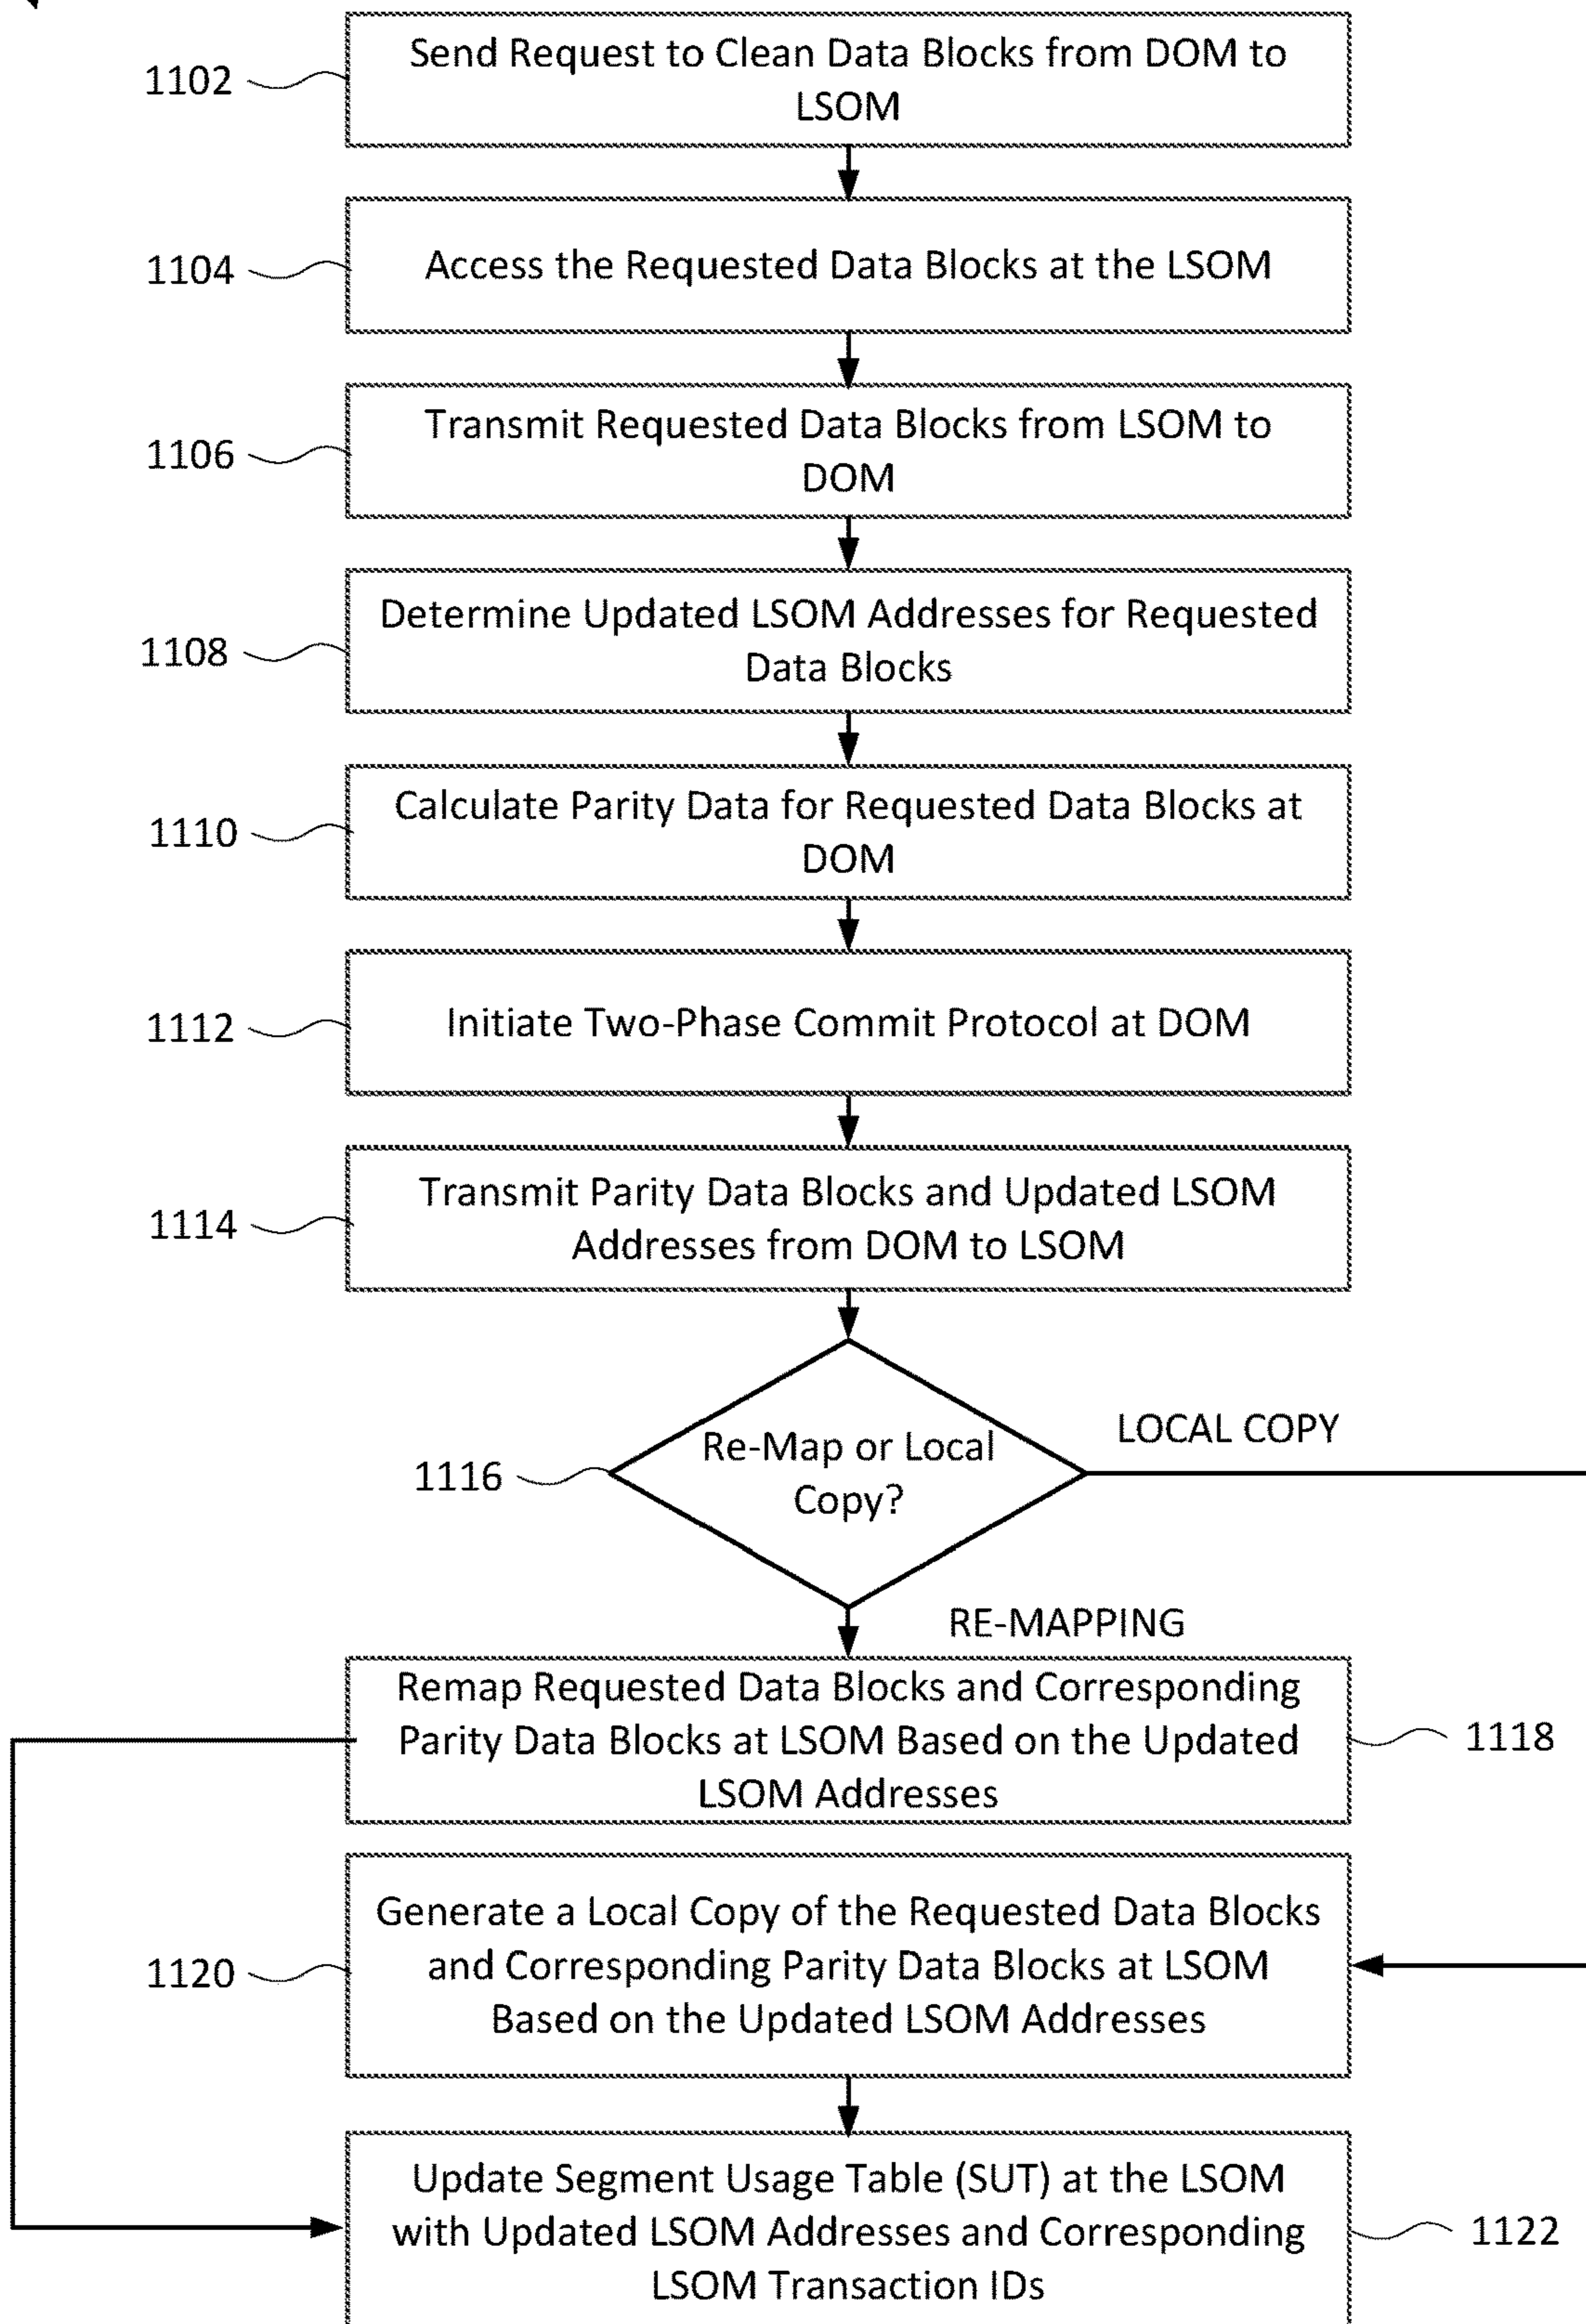 1102
Send Request to Clean Data Blocks from DOM to
LSOM
1104
Access the Requested Data Blocks at the LSOM
1106
Transmit Requested Data Blocks from LSOM to
DOM
1108
Determine Updated LSOM Addresses for Requested
Data Blocks
1110
Calculate Parity Data for Requested Data Blocks at
DOM
1112
Initiate Two-Phase Commit Protocol at DOM
1114
Transmit Parity Data Blocks and Updated LSOM
Addresses from DOM to LSOM
1116
Re-Map or Local
Copy?
LOCAL COPY
RE-MAPPING
Remap Requested Data Blocks and Corresponding
Parity Data Blocks at LSOM Based on the Updated
LSOM Addresses
1118
1120
Generate a Local Copy of the Requested Data Blocks
and Corresponding Parity Data Blocks at LSOM
Based on the Updated LSOM Addresses
Update Segment Usage Table (SUT) at the LSOM
with Updated LSOM Addresses and Corresponding
LSOM Transaction IDs
1122